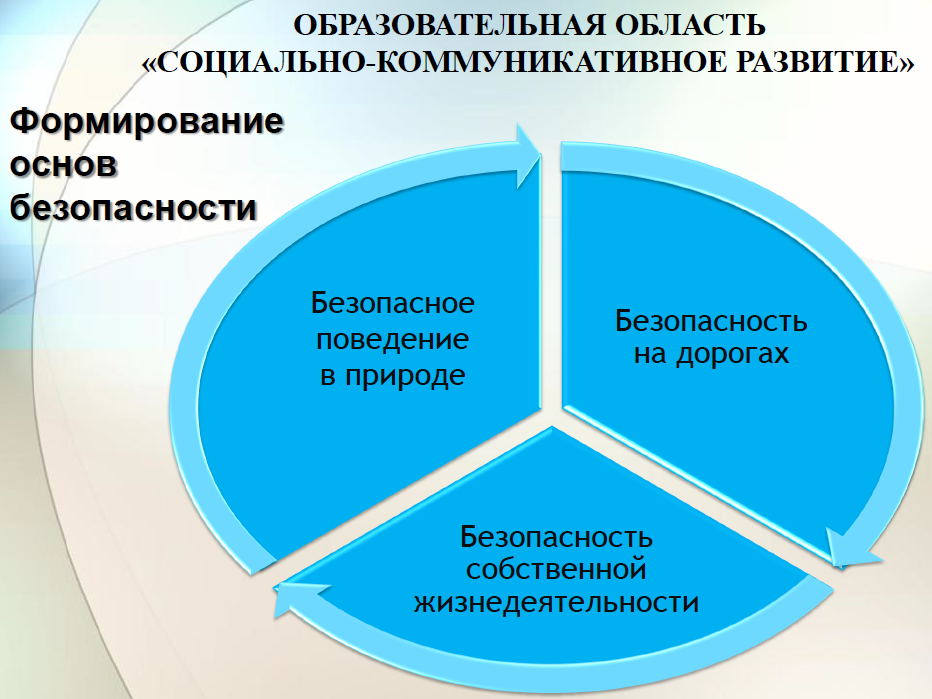 ОБРАЗОВАТЕЛЬНАЯ ОБЛАСТЬ
«СОЦИАЛЬНО-КОММУНИКАТИВНОЕ РАЗВИТИЕ»
Формирование
основ
безопасности
Безопасное
поведение
в природе
Безопасность
на дорогах
Безопасность
собственной
жизнедеятельности